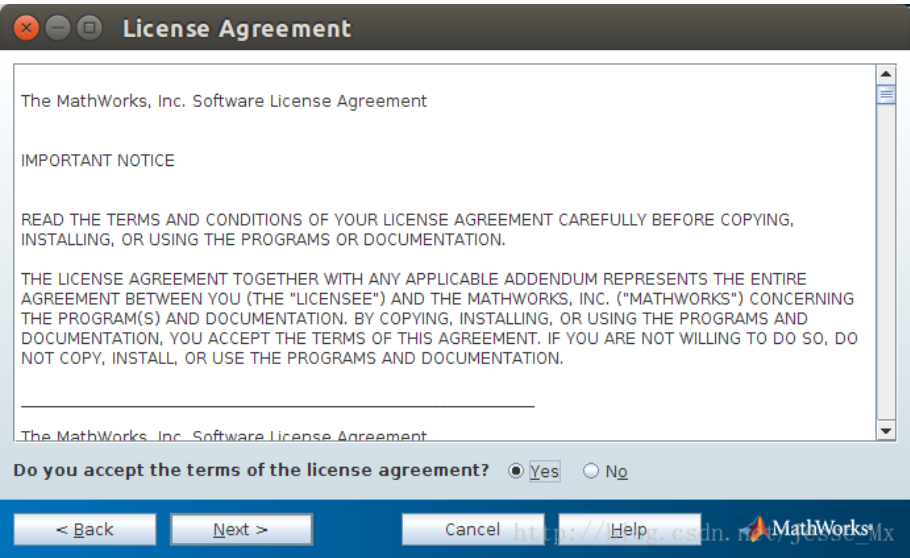 License Agreement
The MathWorks, Inc. Software License Agreement
IMPORTANT NOTICE
READ THE TERMS AND CONDITIONS OF YOUR LICENSE AGREEMENT CAREFULLY BEFORE COPYING,
INSTALLING, OR USING THE PROGRAMS OR DOCUMENTATION.
THE LICENSE AGREEMENT TOGETHER WITH ANY APPLICABLE ADDENDUM REPRESENTS THE ENTIRE
AGREEMENT BETWEEN YOU (THE "LICENSEE") AND THE MATHWORKS, INC. ("MATHWORKS") CONCERNING
THE PROGRAM(S) AND DOCUMENTATION. BY COPYING, INSTALLING, OR USING THE PROGRAMS AND
DOCUMENTATION, YOU ACCEPT THE TERMS OF THIS AGREEMENT. IF YOU ARE NOT WILLING TO DO SO, DO
NOT COPY, INSTALL, OR USE THE PROGRAMS AND DOCUMENTATION.
The MathWorks, Inc. Software License Agreement
Do you accept the terms of the license agreement? Yes No
< Back Next > Cancel Help MathWorks
http://blog.csdn.net/jesse_Mx